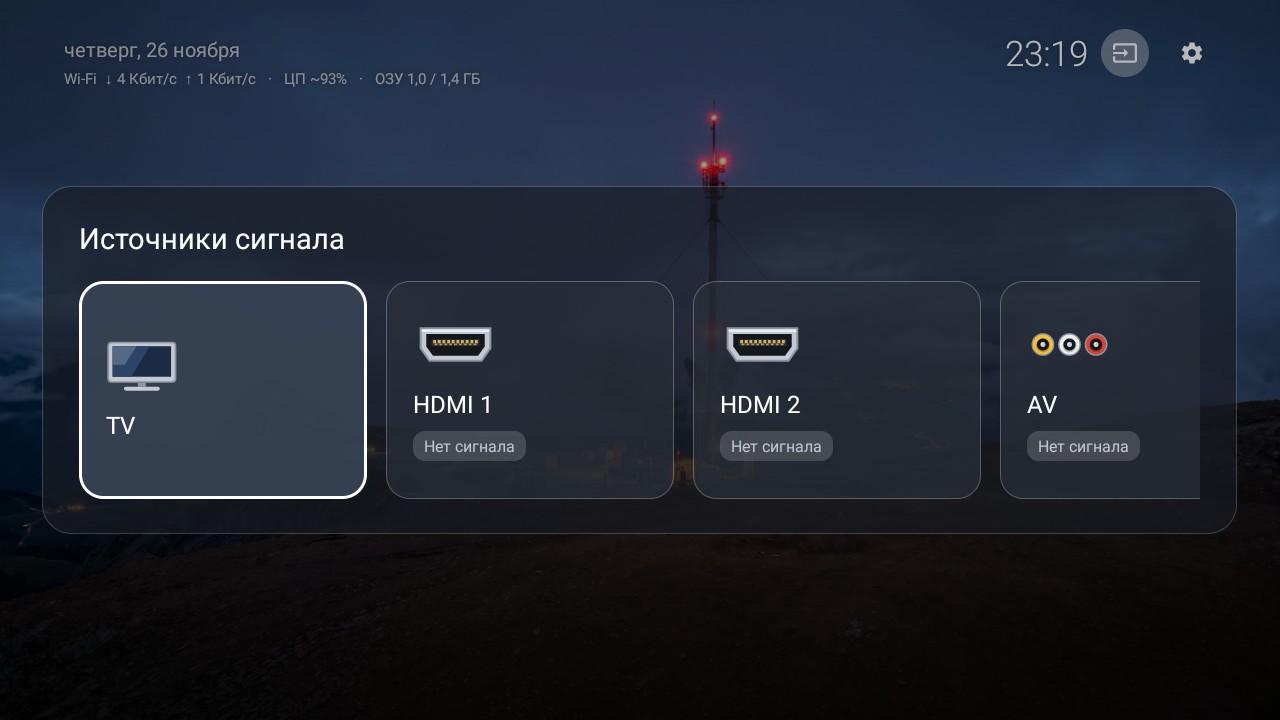 четверг, 26 ноября
23:19
Wi-Fi ↓ 4 Кбит/с ↑ 1 Кбит/с · ЦП ~93% · ОЗУ 1,0 / 1,4 ГБ
Источники сигнала
TV
HDMI 1
Нет сигнала
HDMI 2
Нет сигнала
AV
Нет сигнала